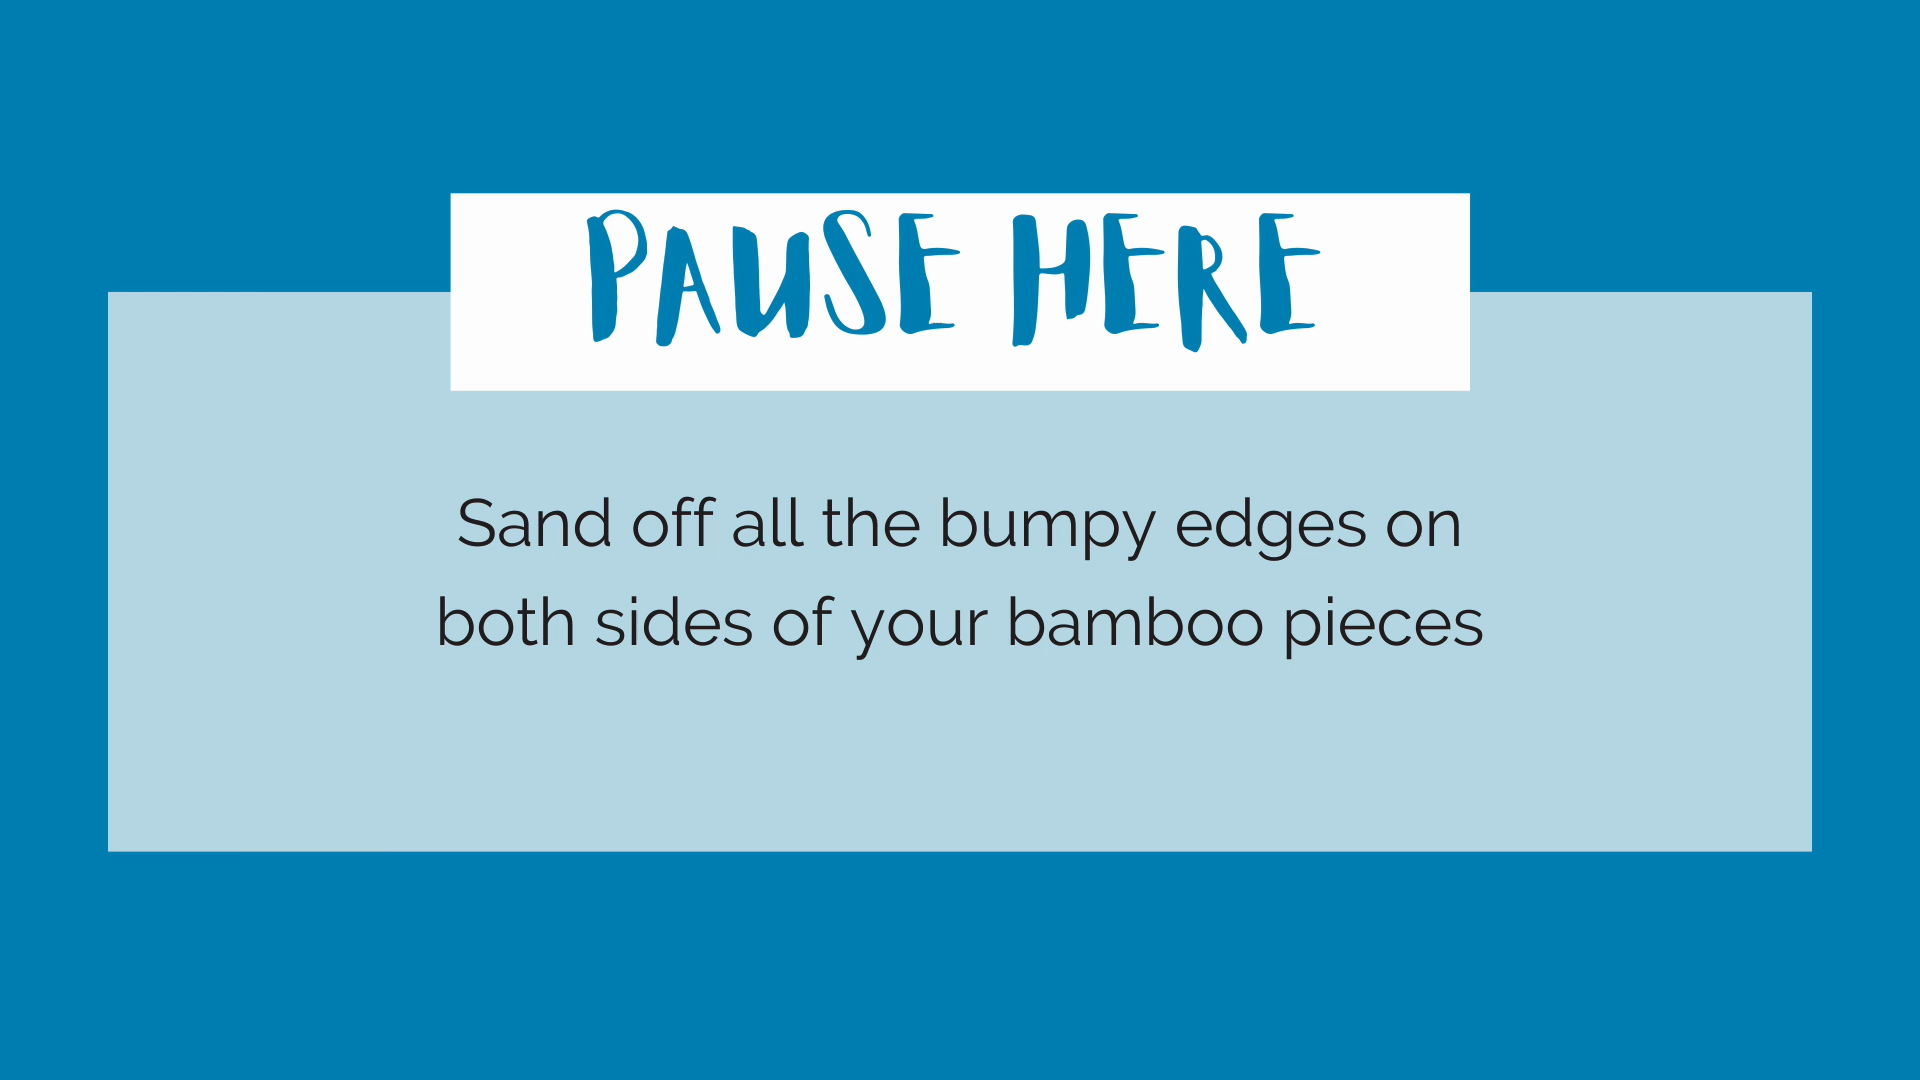 PAUSE HERE
Sand off all the bumpy edges on
both sides of your bamboo pieces